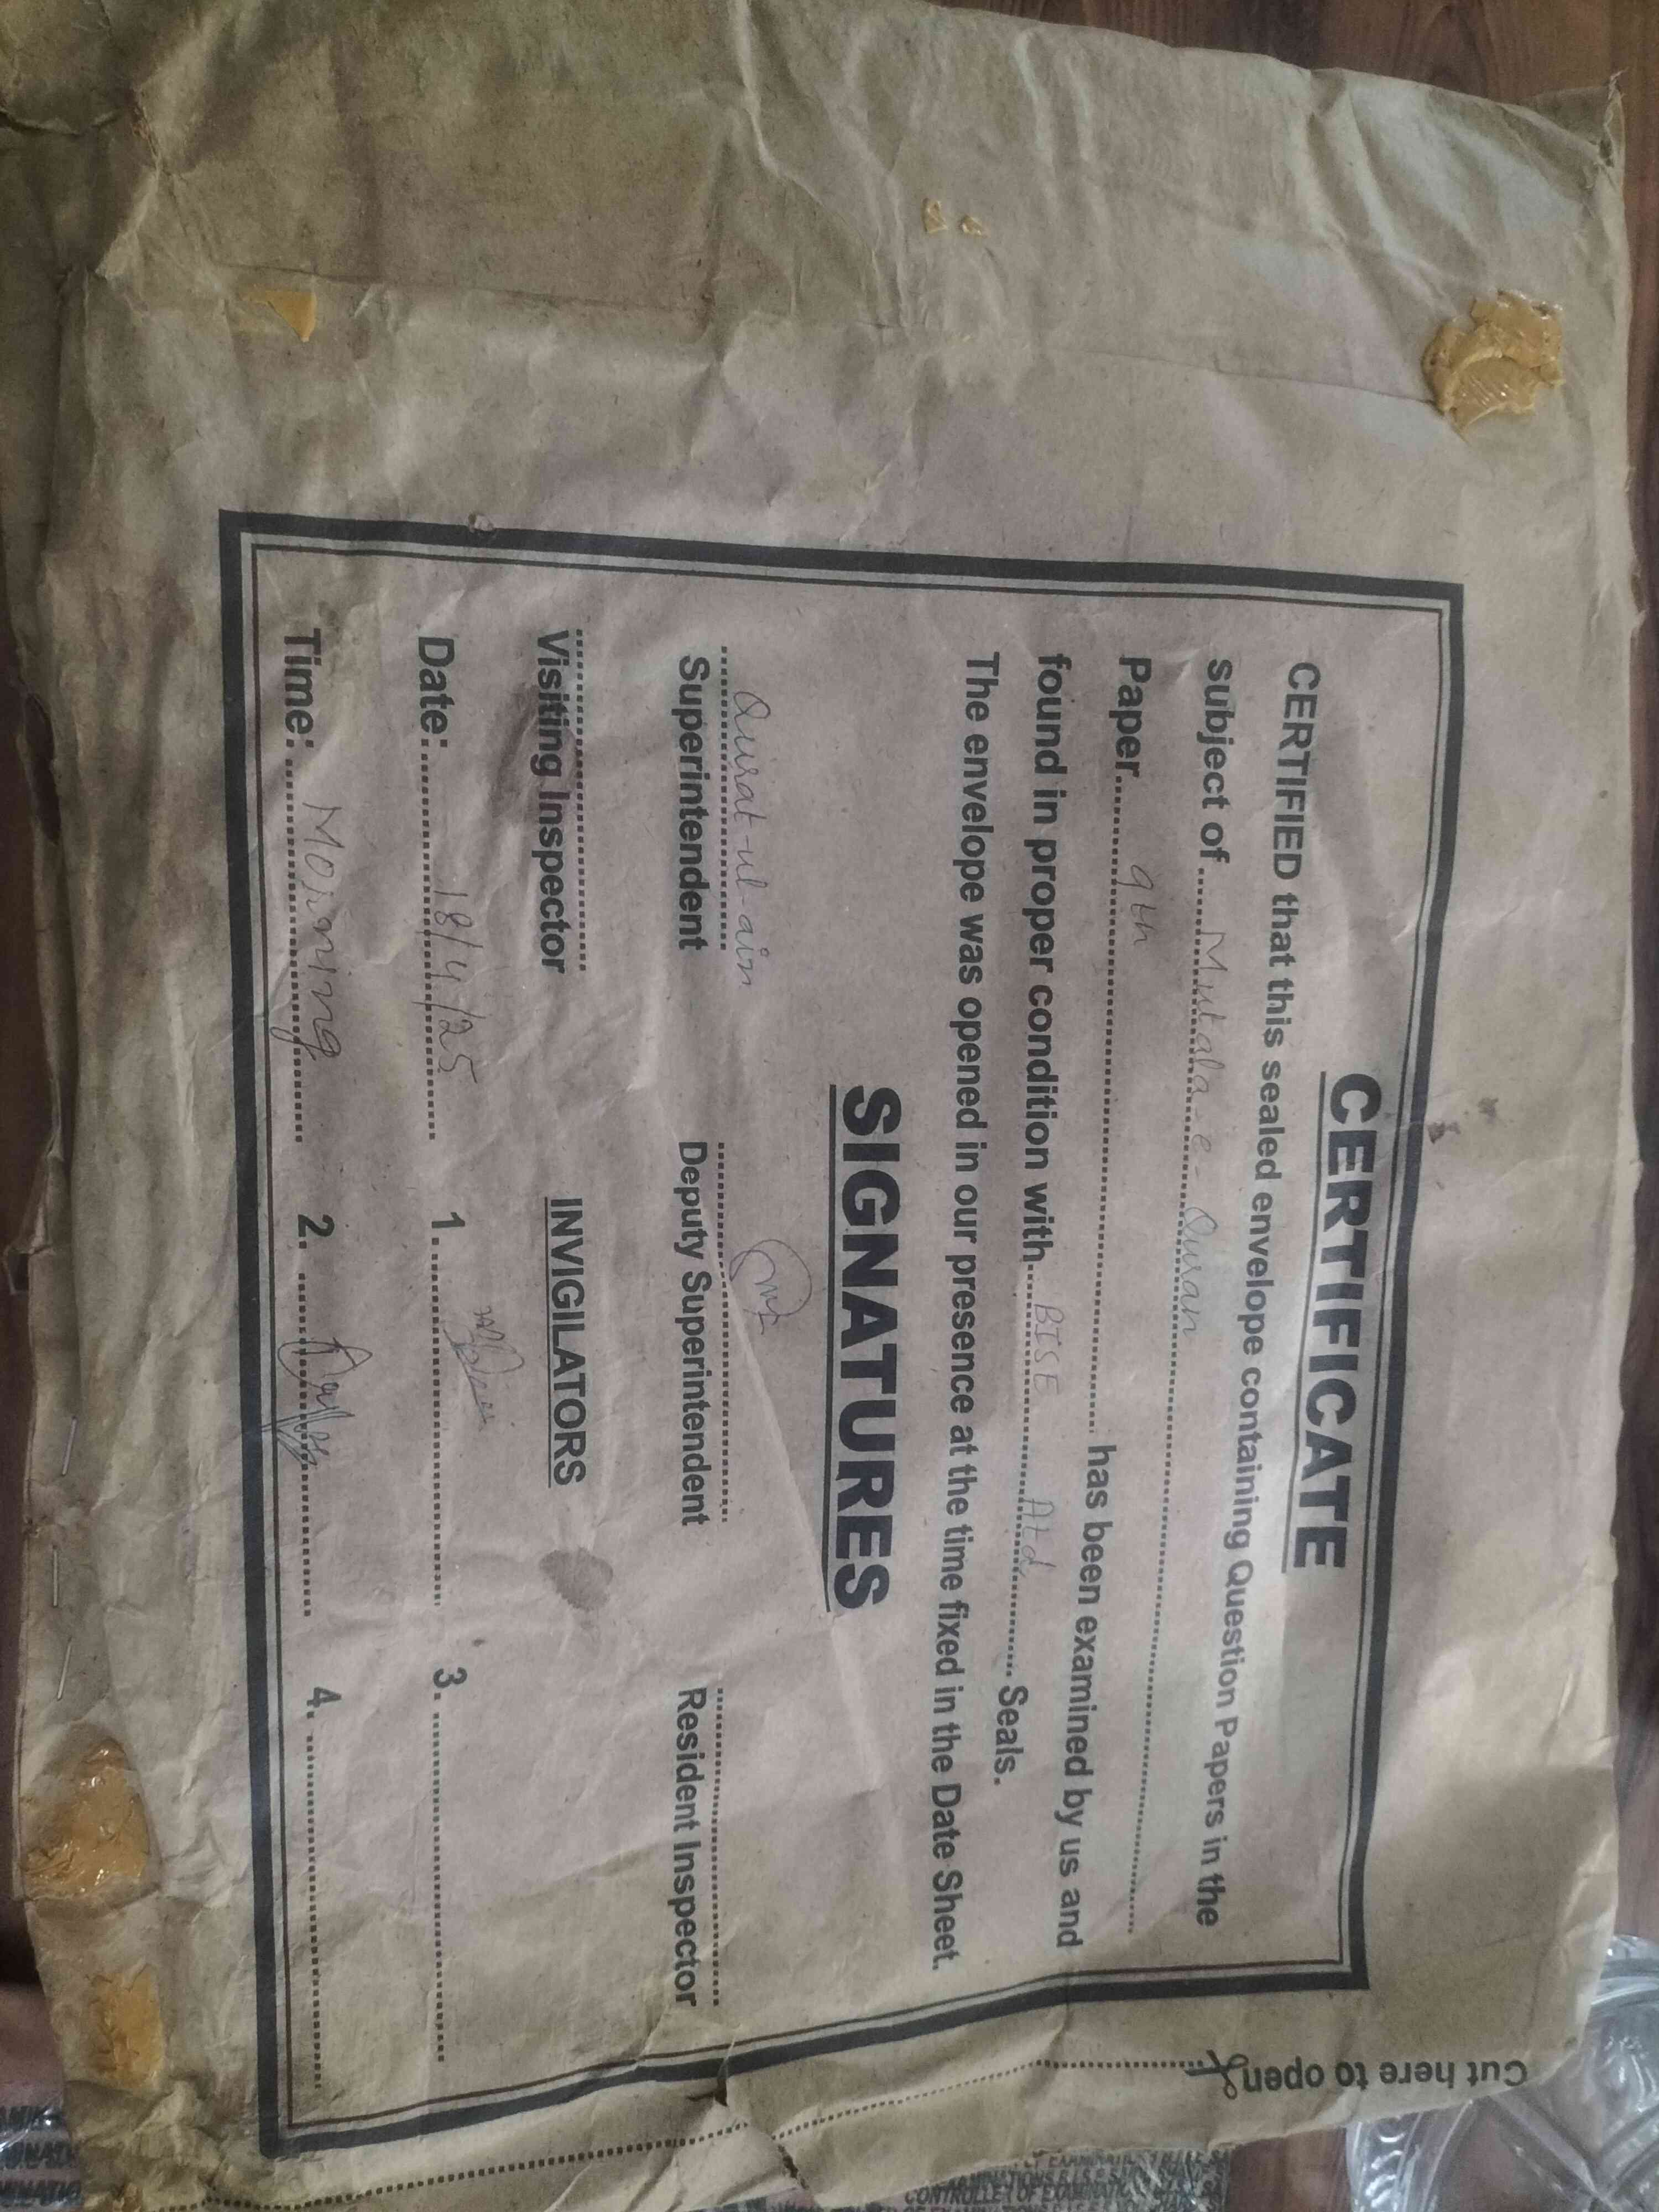 CERTIFICATE
CERTIFIED that this sealed envelope containing Question Papers in the
subject of........Mutala-e-Quran........
Paper........9th........ has been examined by us and
found in proper condition with........BISE Atd........ Seals.
The envelope was opened in our presence at the time fixed in the Date Sheet.
SIGNATURES
Qurat-ul-ain
Superintendent Deputy Superintendent Resident Inspector
Visiting Inspector INVIGILATORS
Date:........18/4/25........ 1........ 3........
Time:........Morning........ 2........ 4........
Cut here to open
CONTROLLER OF EXAMINATIONS